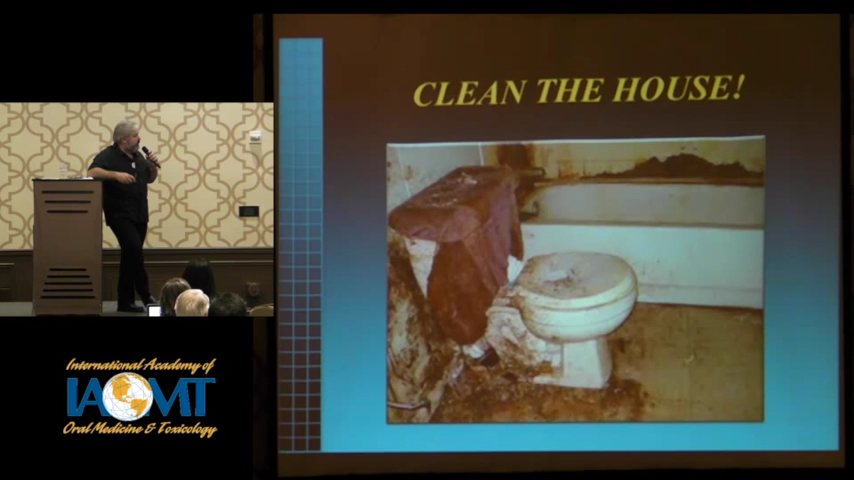 CLEAN THE HOUSE!
International Academy of
IAOMT
Oral Medicine & Toxicology